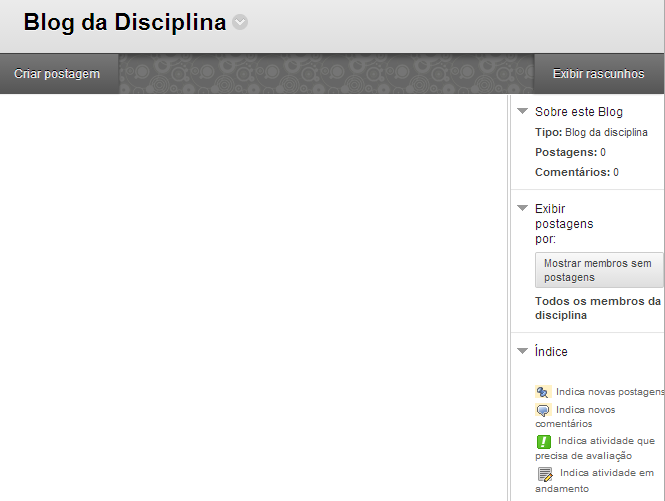 Blog da Disciplina
Criar postagem
Exibir rascunhos
Sobre este Blog
Tipo: Blog da disciplina
Postagens: 0
Comentários: 0
Exibir
postagens
por:
Mostrar membros sem
postagens
Todos os membros da
disciplina
Índice
Indica novas postagens
Indica novos
comentários
Indica atividade que
precisa de avaliação
Indica atividade em
andamento